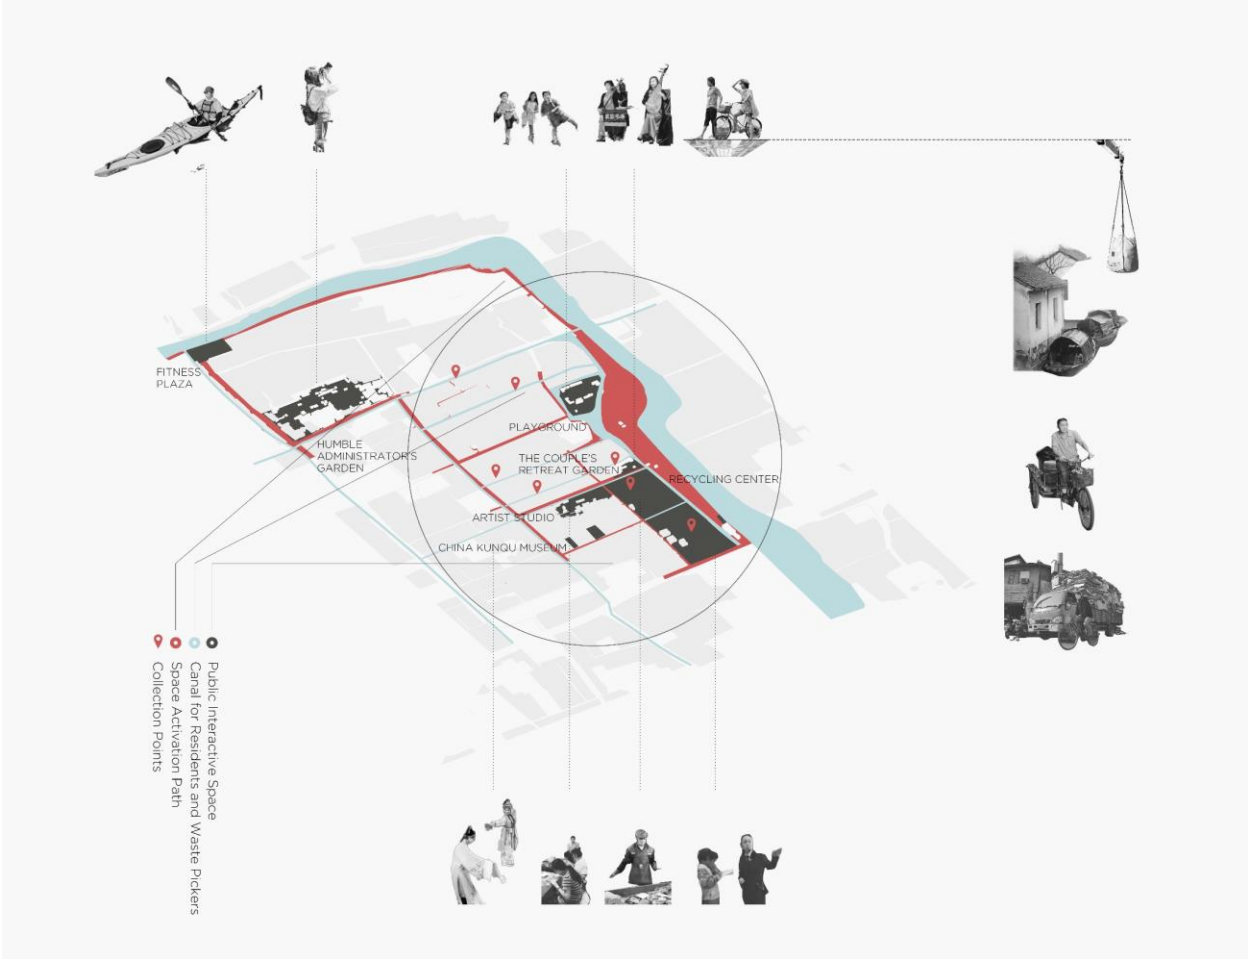 FITNESS
PLAZA
HUMBLE
ADMINISTRATOR'S
GARDEN
PLAYGROUND
THE COUPLE'S
RETREAT GARDEN
RECYCLING CENTER
ARTIST STUDIO
CHINA KUNQU MUSEUM
Public Interactive Space
Canal for Residents and Waste Pickers
Space Activation Path
Collection Points